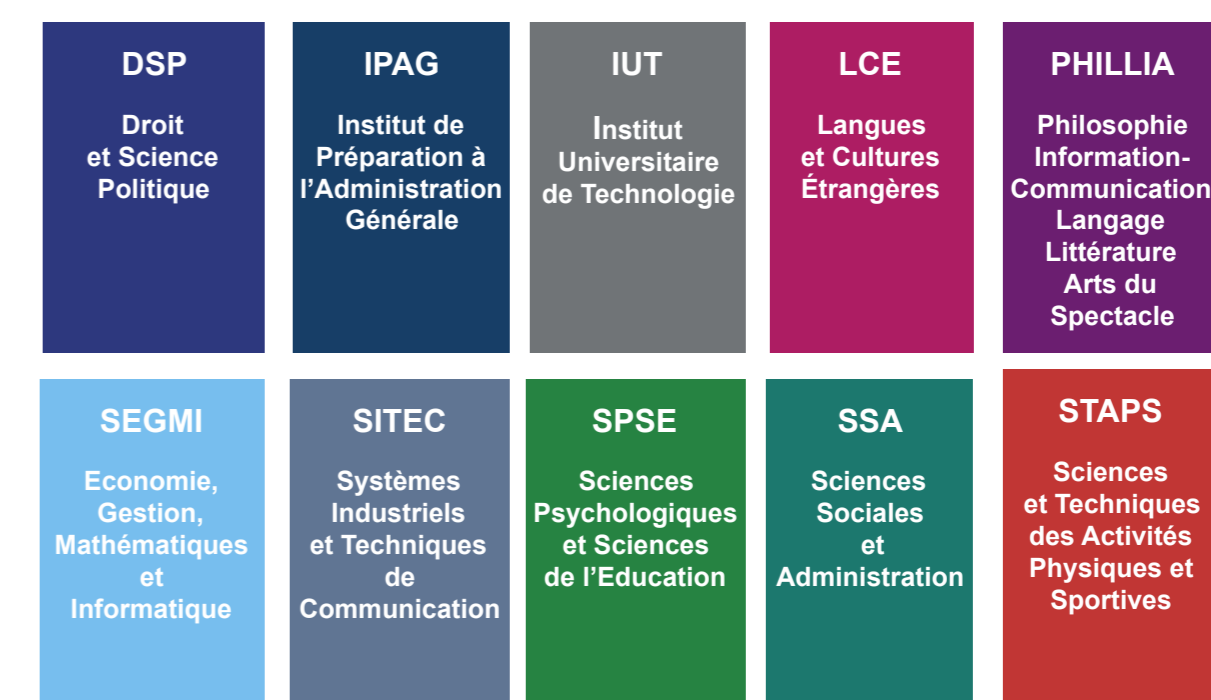 DSP
Droit
et Science
Politique
IPAG
Institut de
Préparation à
l’Administration
Générale
IUT
Institut
Universitaire
de Technologie
LCE
Langues
et Cultures
Étrangères
PHILLIA
Philosophie
Information-
Communication
Langage
Littérature
Arts du
Spectacle
SEGMI
Economie,
Gestion,
Mathématiques
et
Informatique
SITEC
Systèmes
Industriels
et Techniques
de
Communication
SPSE
Sciences
Psychologiques
et Sciences
de l’Education
SSA
Sciences
Sociales
et
Administration
STAPS
Sciences
et Techniques
des Activités
Physiques et
Sportives